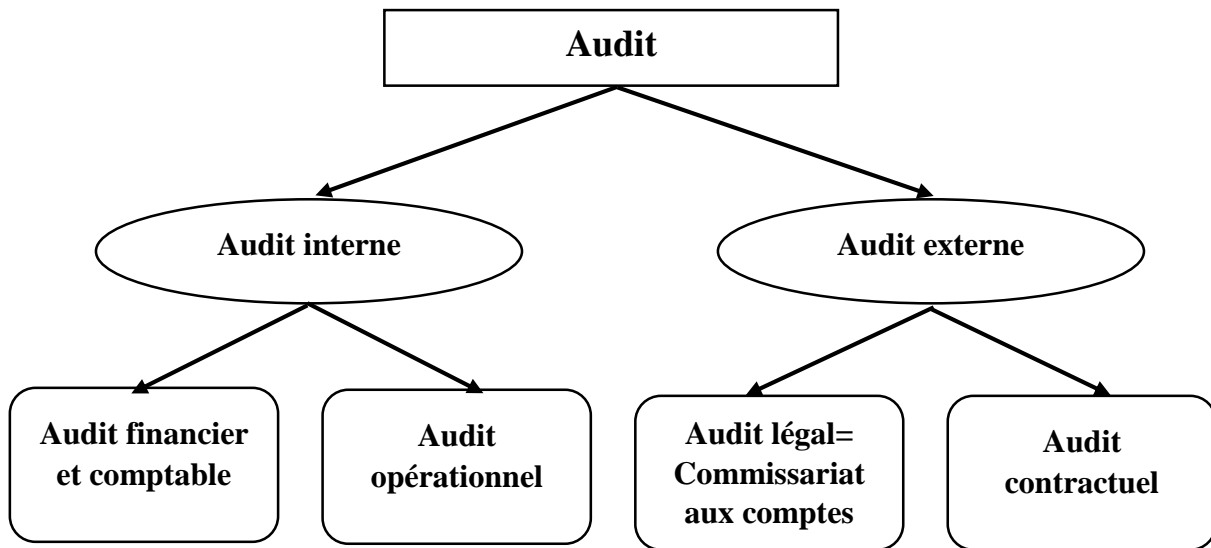 Audit
Audit interne
Audit externe
Audit financier
et comptable
Audit
opérationnel
Audit légal=
Commissariat
aux comptes
Audit
contractuel